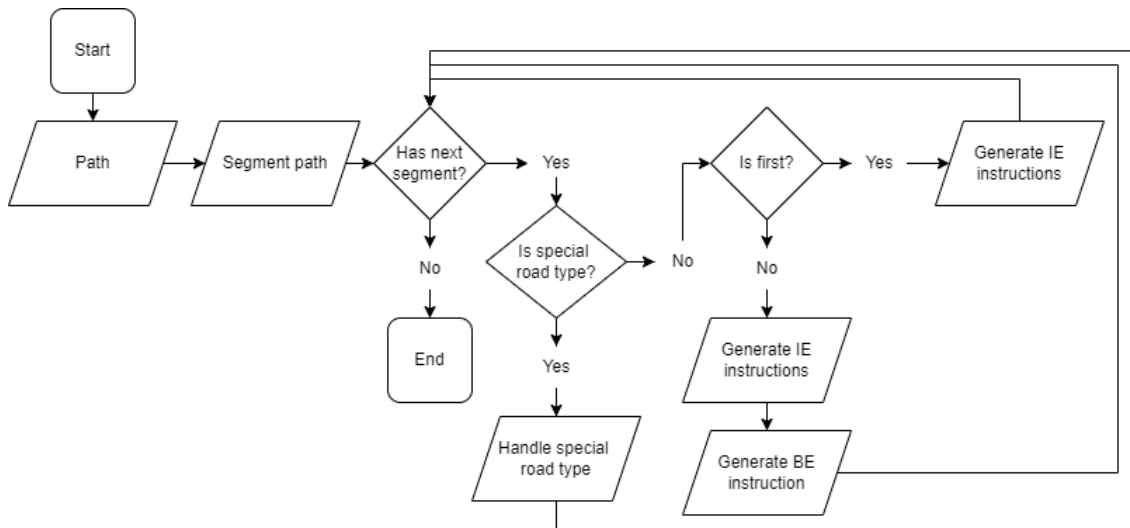 Start
Path
Segment path
Has next
segment?
Yes
No
End
Is special
road type?
No
Yes
Handle special
road type
Is first?
Yes
Generate IE
instructions
No
Generate IE
instructions
Generate BE
instruction